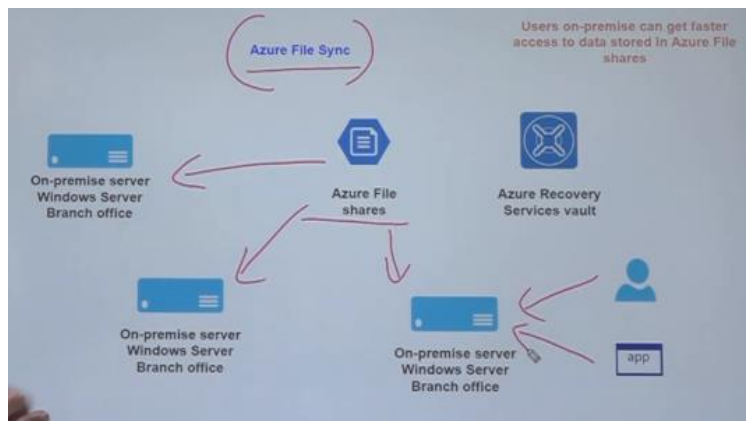 Azure File Sync
Users on-premise can get faster
access to data stored in Azure File
shares
On-premise server
Windows Server
Branch office
Azure File
shares
Azure Recovery
Services vault
On-premise server
Windows Server
Branch office
On-premise server
Windows Server
Branch office
app